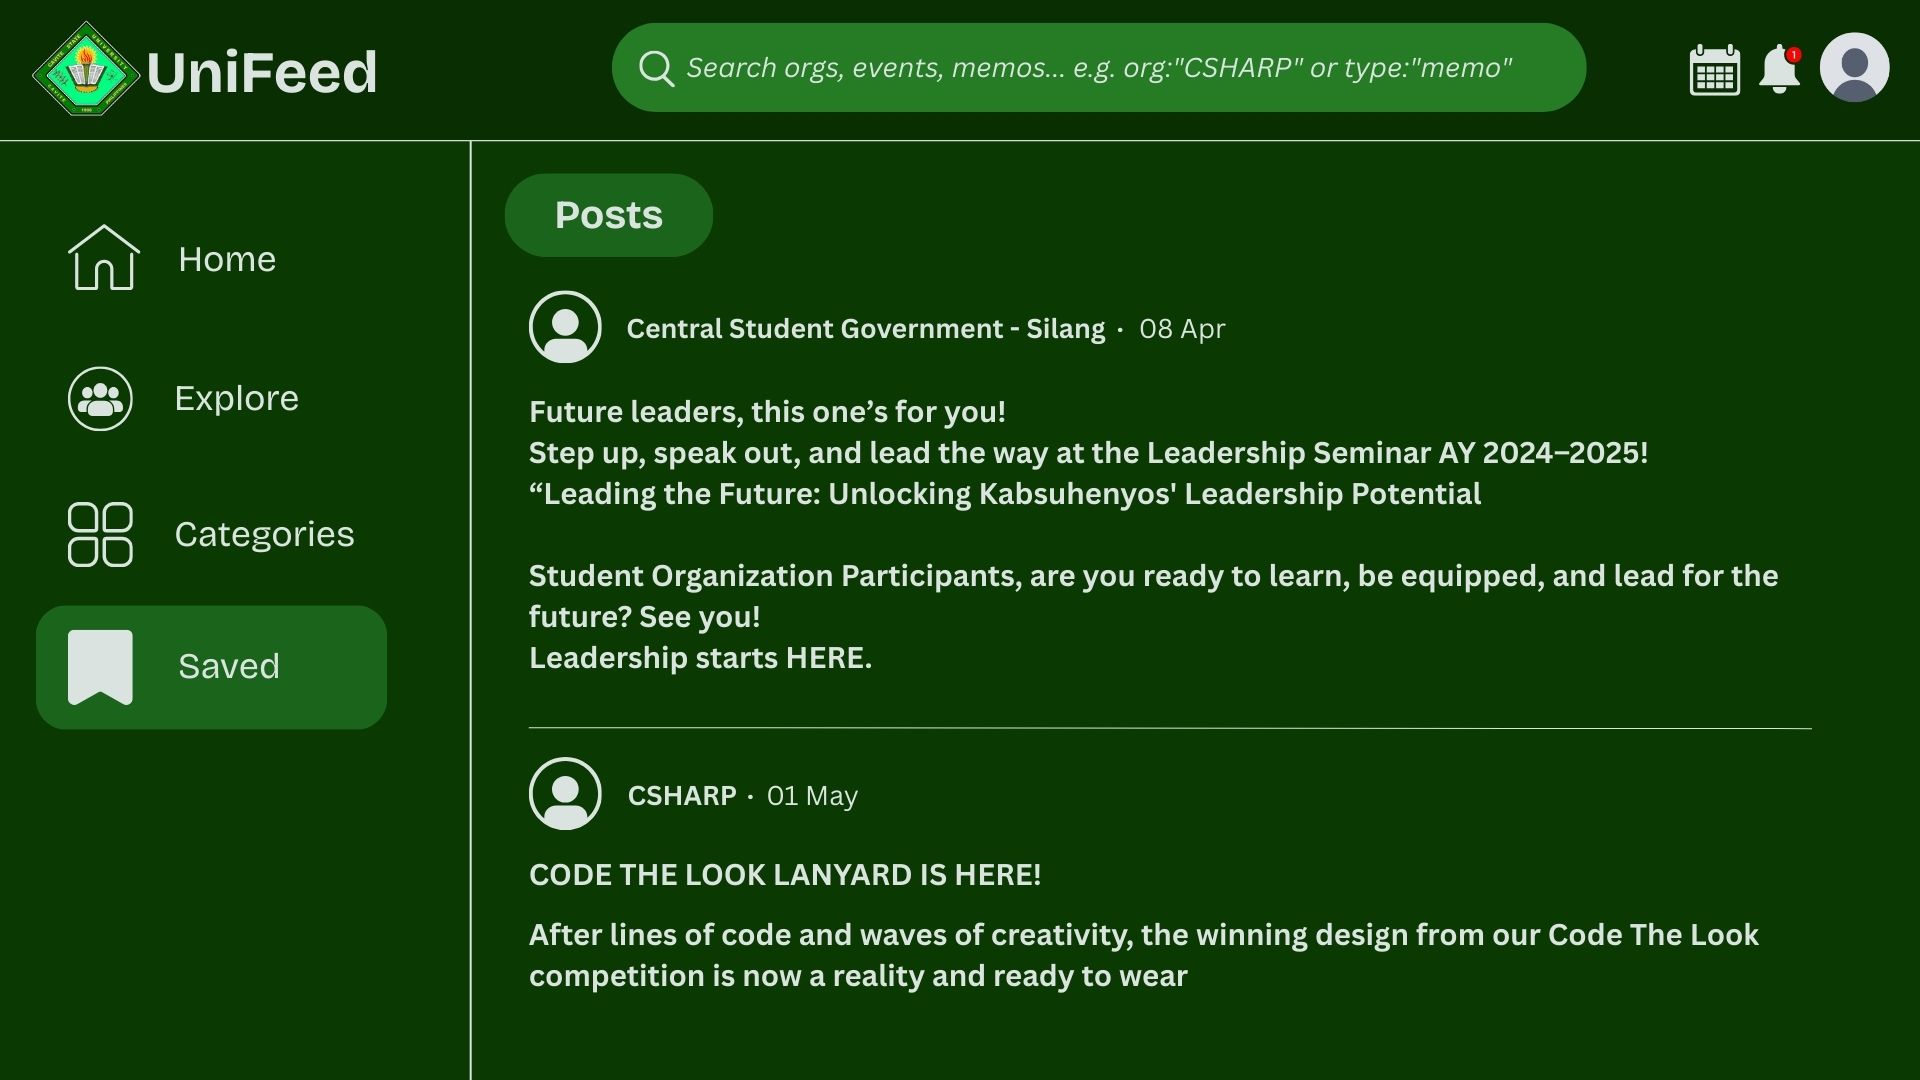 UniFeed
Search orgs, events, memos... e.g. org:"CSHARP" or type:"memo"
1
Home
Explore
Categories
Saved
Posts
Central Student Government - Silang · 08 Apr
Future leaders, this one’s for you!
Step up, speak out, and lead the way at the Leadership Seminar AY 2024–2025!
“Leading the Future: Unlocking Kabsuhenyos' Leadership Potential
Student Organization Participants, are you ready to learn, be equipped, and lead for the
future? See you!
Leadership starts HERE.
CSHARP · 01 May
CODE THE LOOK LANYARD IS HERE!
After lines of code and waves of creativity, the winning design from our Code The Look
competition is now a reality and ready to wear